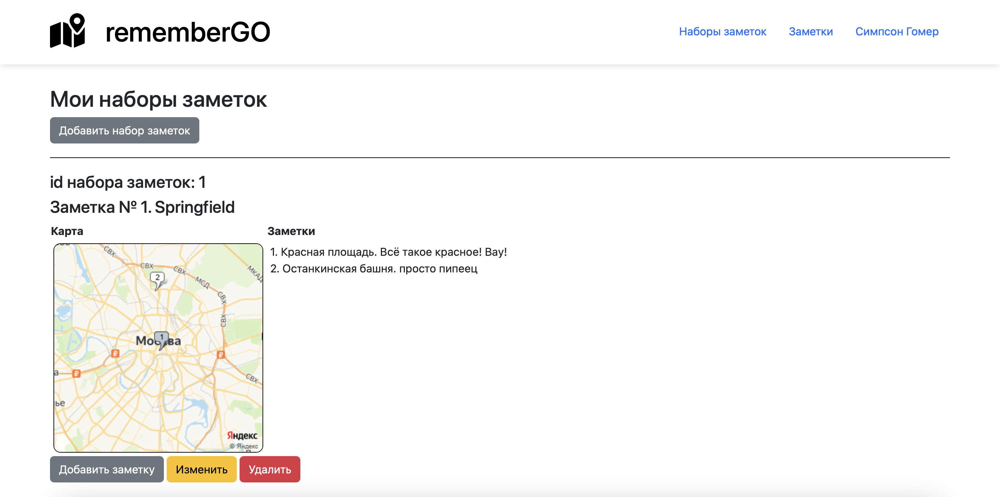 rememberGO
Наборы заметок
Заметки
Симпсон Гомер
Мои наборы заметок
Добавить набор заметок
id набора заметок: 1
Заметка № 1. Springfield
Карта
Заметки
1. Красная площадь. Всё такое красное! Вау!
2. Останкинская башня. просто пипеец
СВХ
СВХ
СВХ
МКАД
2
МСД
СВХ
СВХ
1
₽
₽
₽
СВХ
ье
Яндекс
© Яндекс
Добавить заметку
Изменить
Удалить